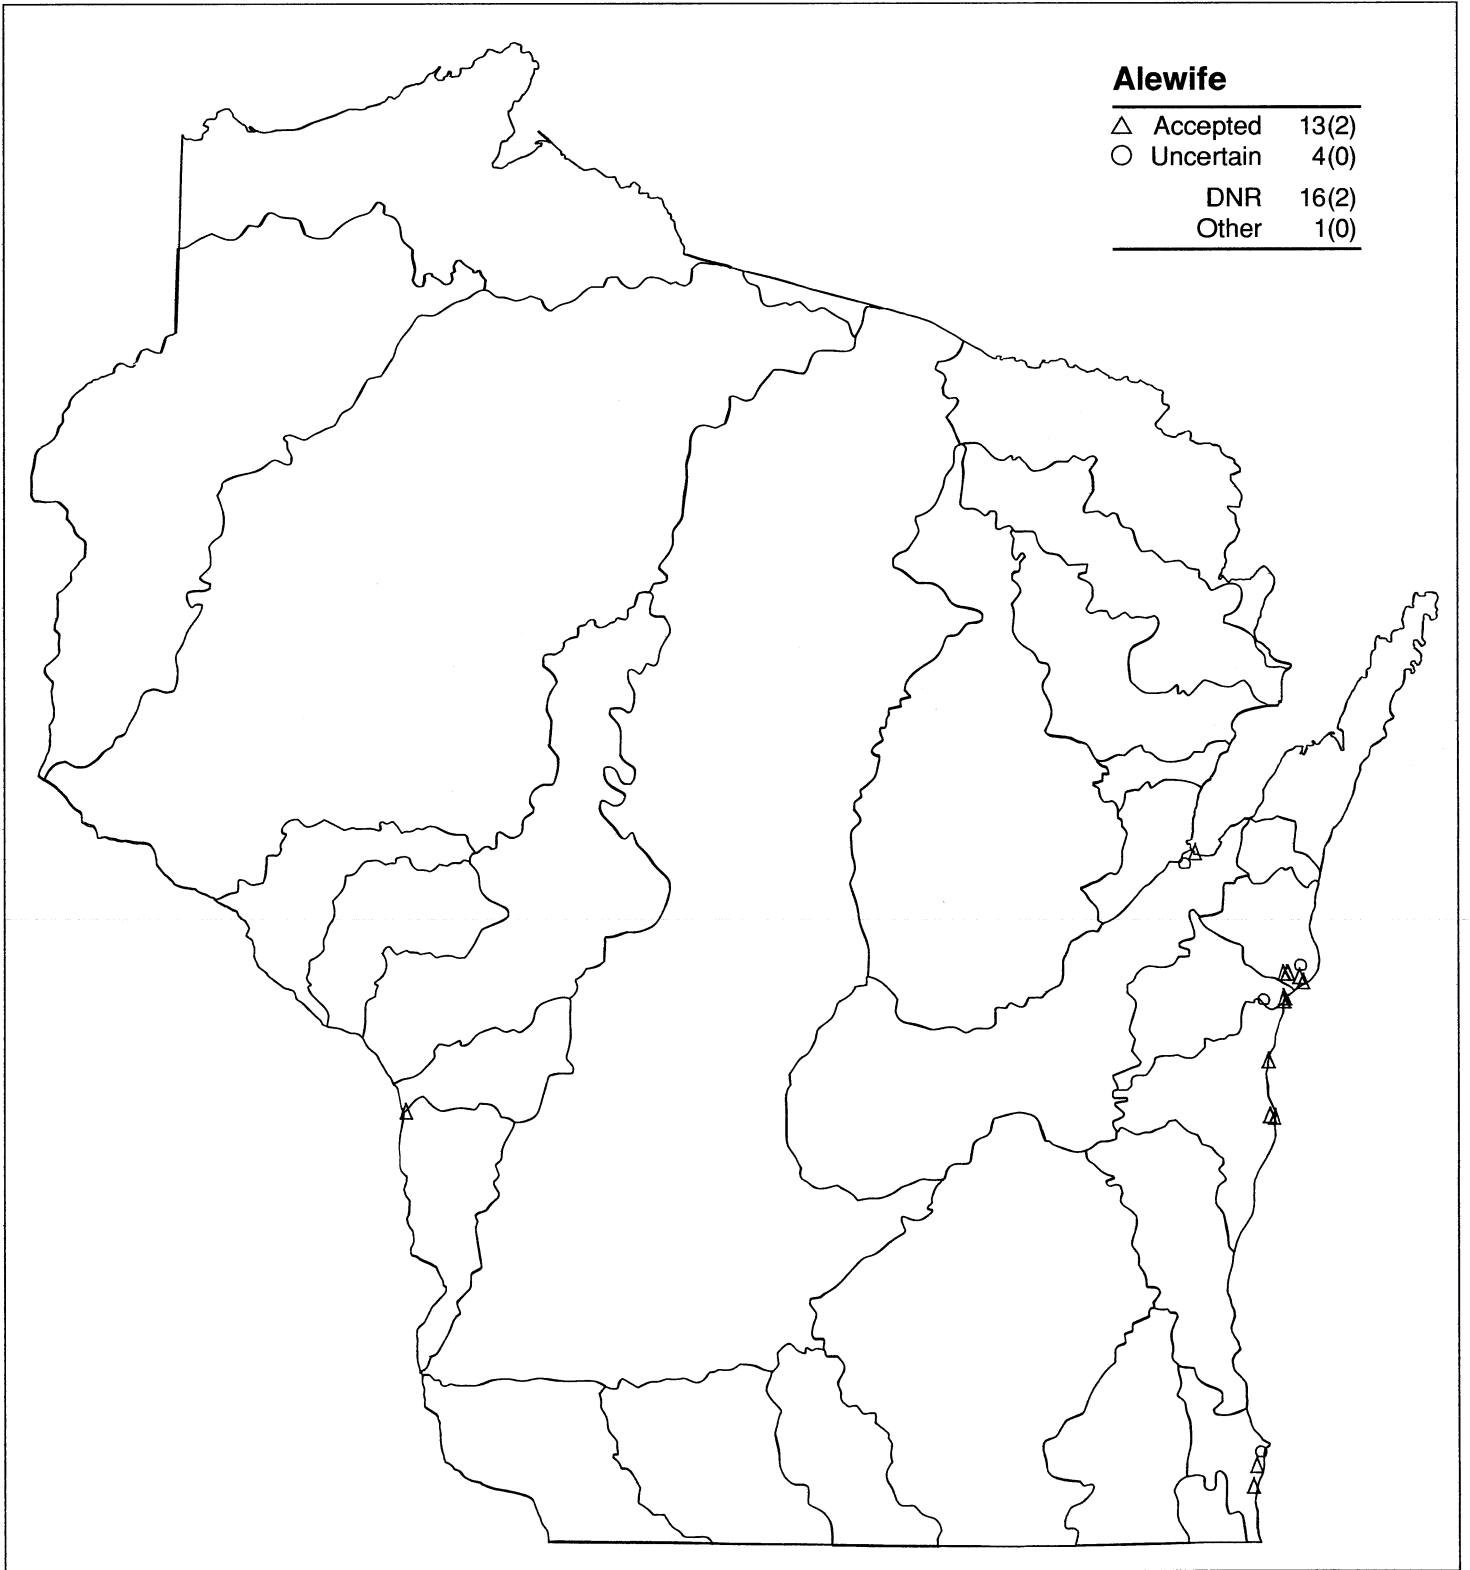 Alewife
△ Accepted 13(2)
○ Uncertain 4(0)
DNR 16(2)
Other 1(0)